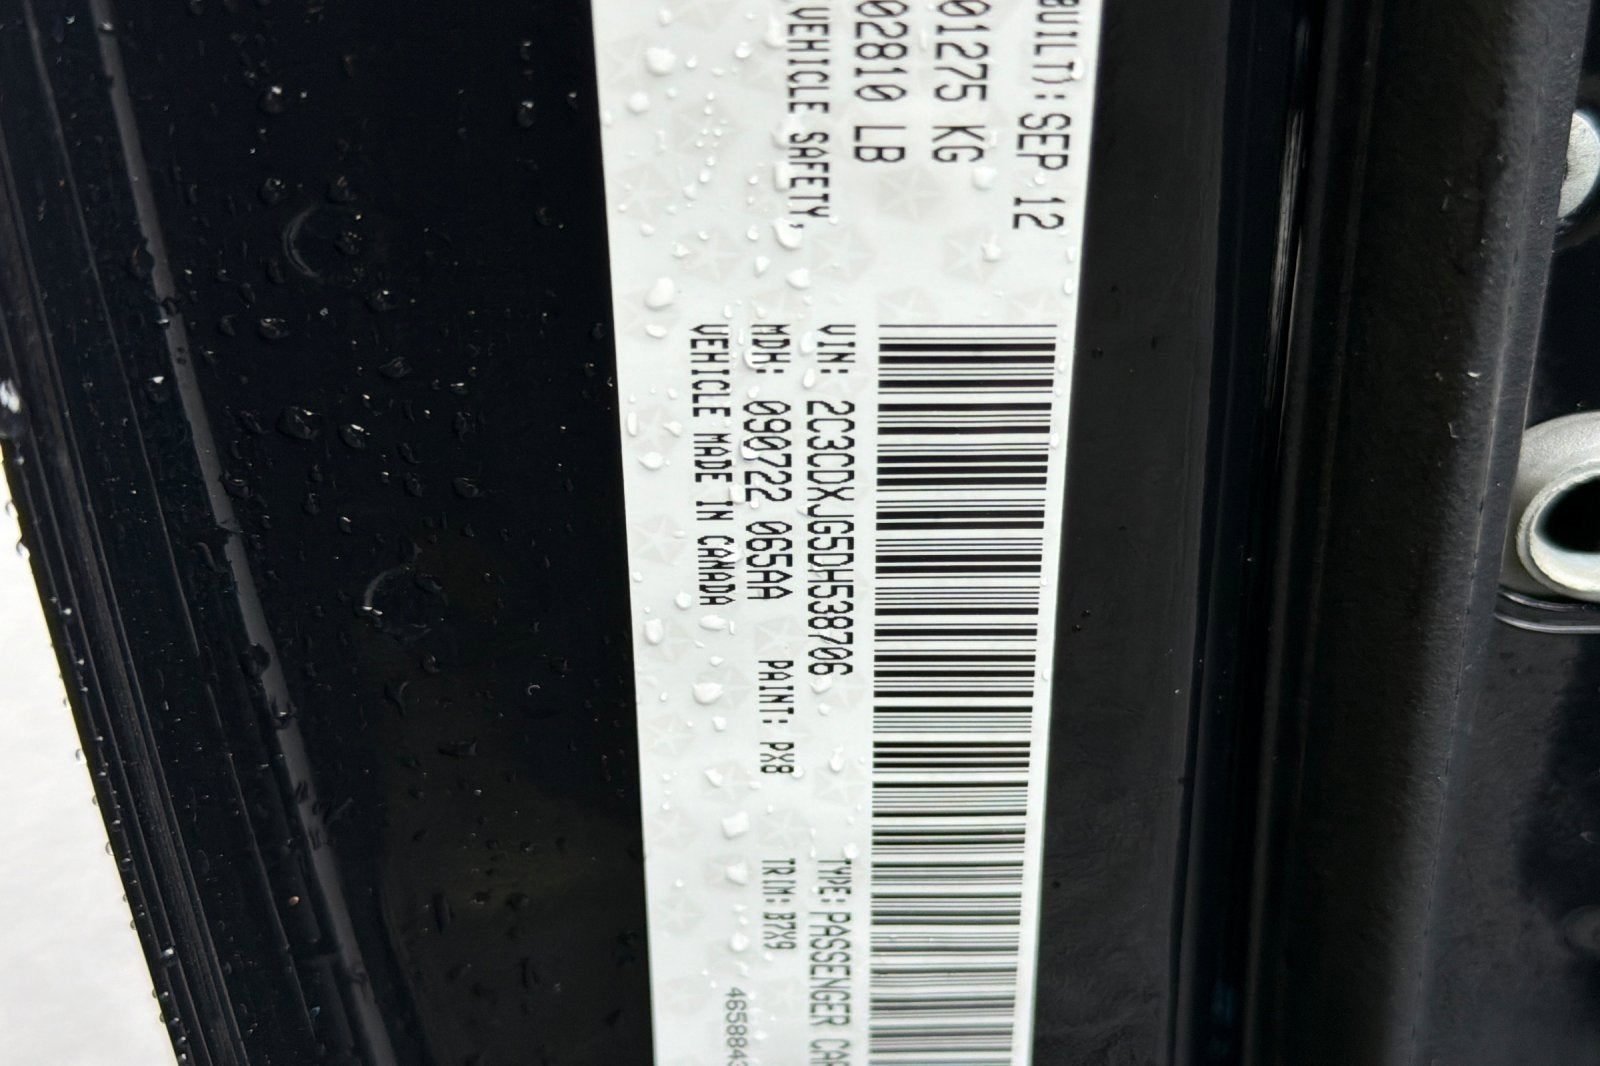 BUILT): SEP 12
01275 KG
02810 LB
VEHICLE SAFETY,
VIN: 2C3CDXJG5DH538706
TYPE: PASSENGER CAR
MDH: 090722 065AA
PAINT: PX8
TRIM: B7X9
VEHICLE MADE IN CANADA
4658843